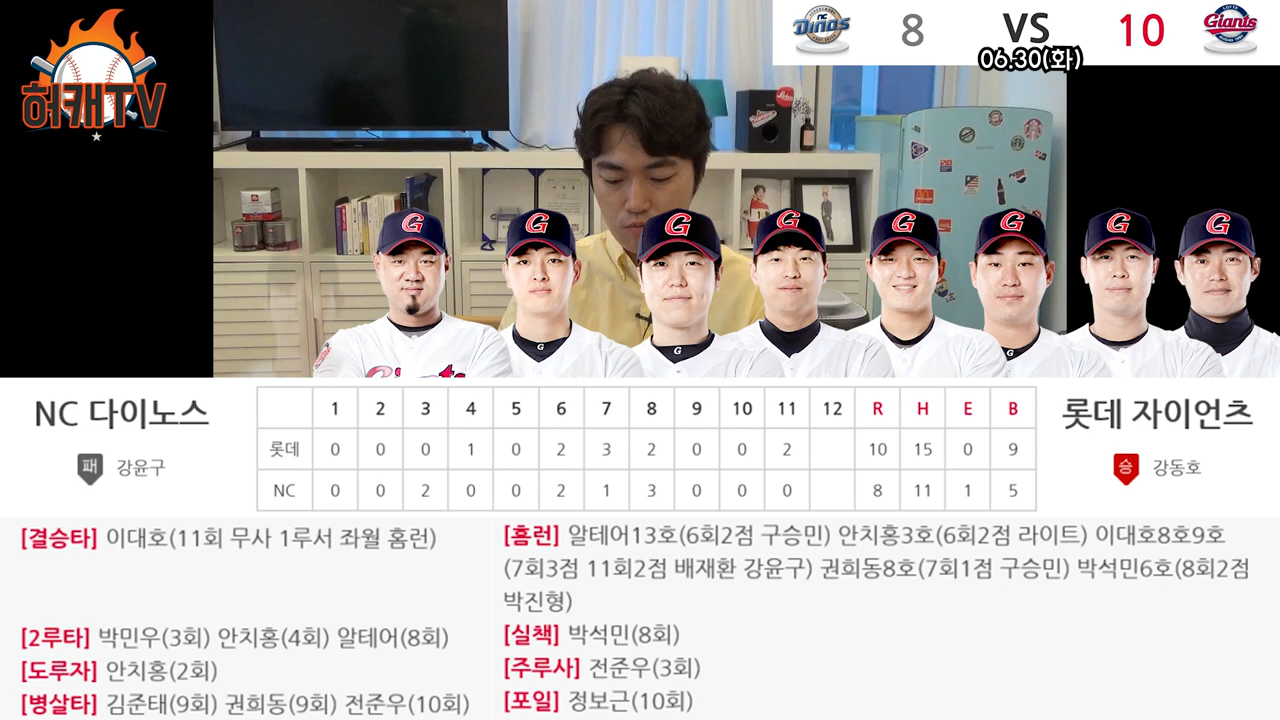 허캐TV
NC DINOS 8 VS 10 LOTTE Giants
06.30(화)
Leica
G G G G G G G G
NC 다이노스
패 강윤구
1 2 3 4 5 6 7 8 9 10 11 12 R H E B
롯데 0 0 0 1 0 2 3 2 0 0 2 10 15 0 9
NC 0 0 2 0 0 2 1 3 0 0 0 8 11 1 5
롯데 자이언츠
승 강동호
[결승타] 이대호(11회 무사 1루서 좌월 홈런)
[2루타] 박민우(3회) 안치홍(4회) 알테어(8회)
[도루자] 안치홍(2회)
[병살타] 김준태(9회) 권희동(9회) 전준우(10회)
[홈런] 알테어13호(6회2점 구승민) 안치홍3호(6회2점 라이트) 이대호8호9호
(7회3점 11회2점 배재환 강윤구) 권희동8호(7회1점 구승민) 박석민6호(8회2점
박진형)
[실책] 박석민(8회)
[주루사] 전준우(3회)
[포일] 정보근(10회)